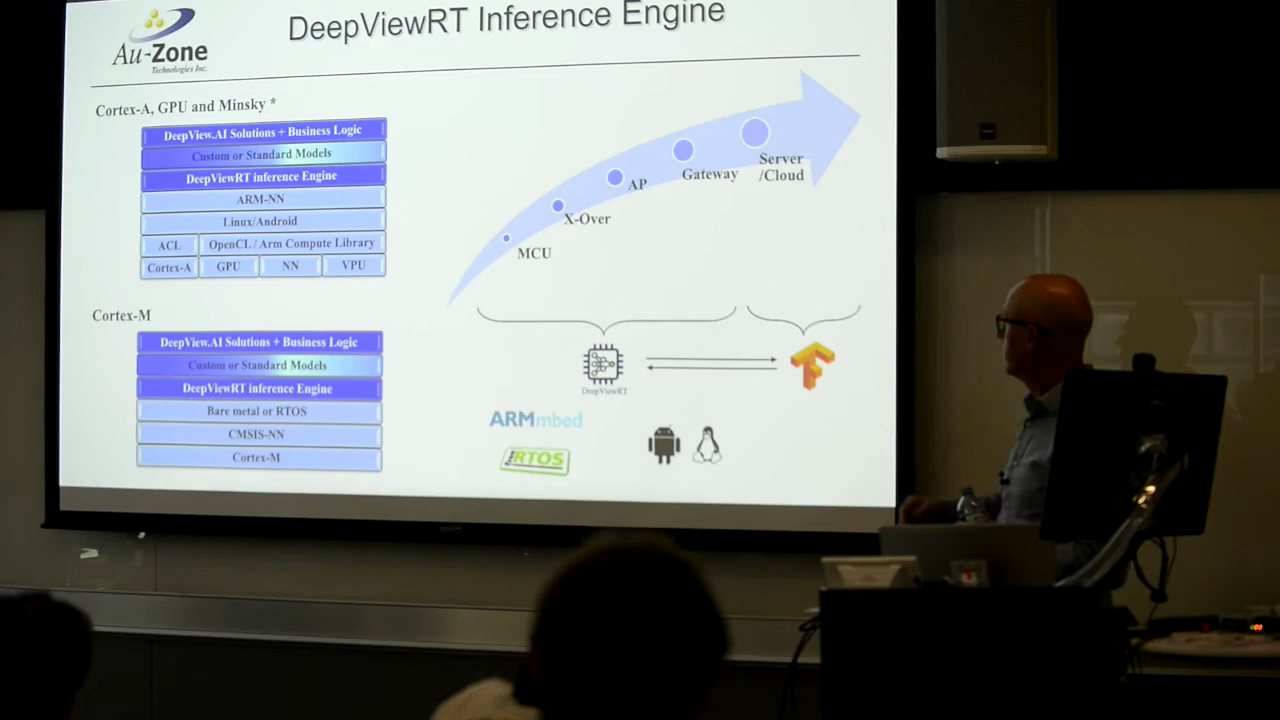 DeepViewRT Inference Engine
Au-Zone
Technologies Inc.
Cortex-A, GPU and Minsky *
DeepView.AI Solutions + Business Logic
Custom or Standard Models
DeepViewRT inference Engine
ARM-NN
Linux/Android
ACL OpenCL / Arm Compute Library
Cortex-A GPU NN VPU
Cortex-M
DeepView.AI Solutions + Business Logic
Custom or Standard Models
DeepViewRT inference Engine
Bare metal or RTOS
CMSIS-NN
Cortex-M
MCU
X-Over
AP
Gateway
Server
/Cloud
DeepViewRT
ARMmbed
freeRTOS